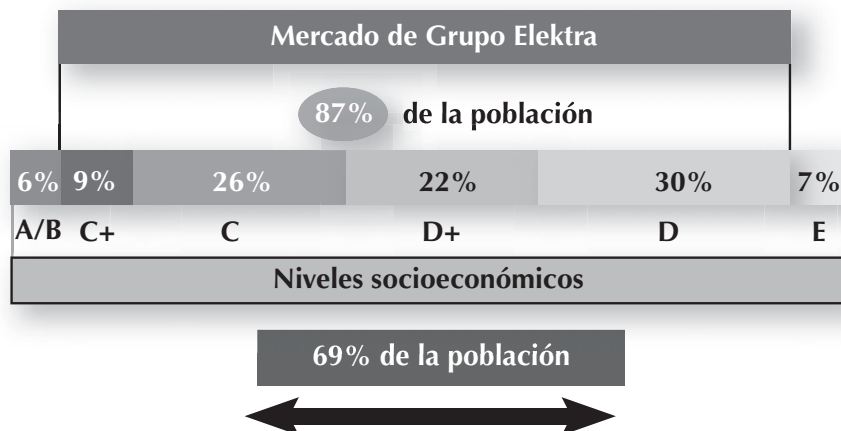 Mercado de Grupo Elektra
87% de la población
6% 9% 26% 22% 30% 7%
A/B C+ C D+ D E
Niveles socioeconómicos
69% de la población